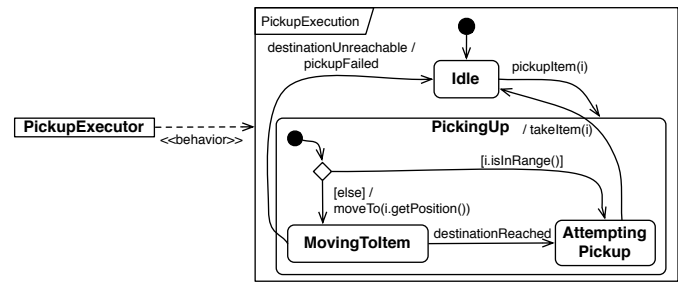 PickupExecution
destinationUnreachable /
pickupFailed
Idle
pickupItem(i)
PickupExecutor
<<behavior>>
PickingUp
/ takeItem(i)
[i.isInRange()]
[else] /
moveTo(i.getPosition())
MovingToItem
destinationReached
Attempting
Pickup